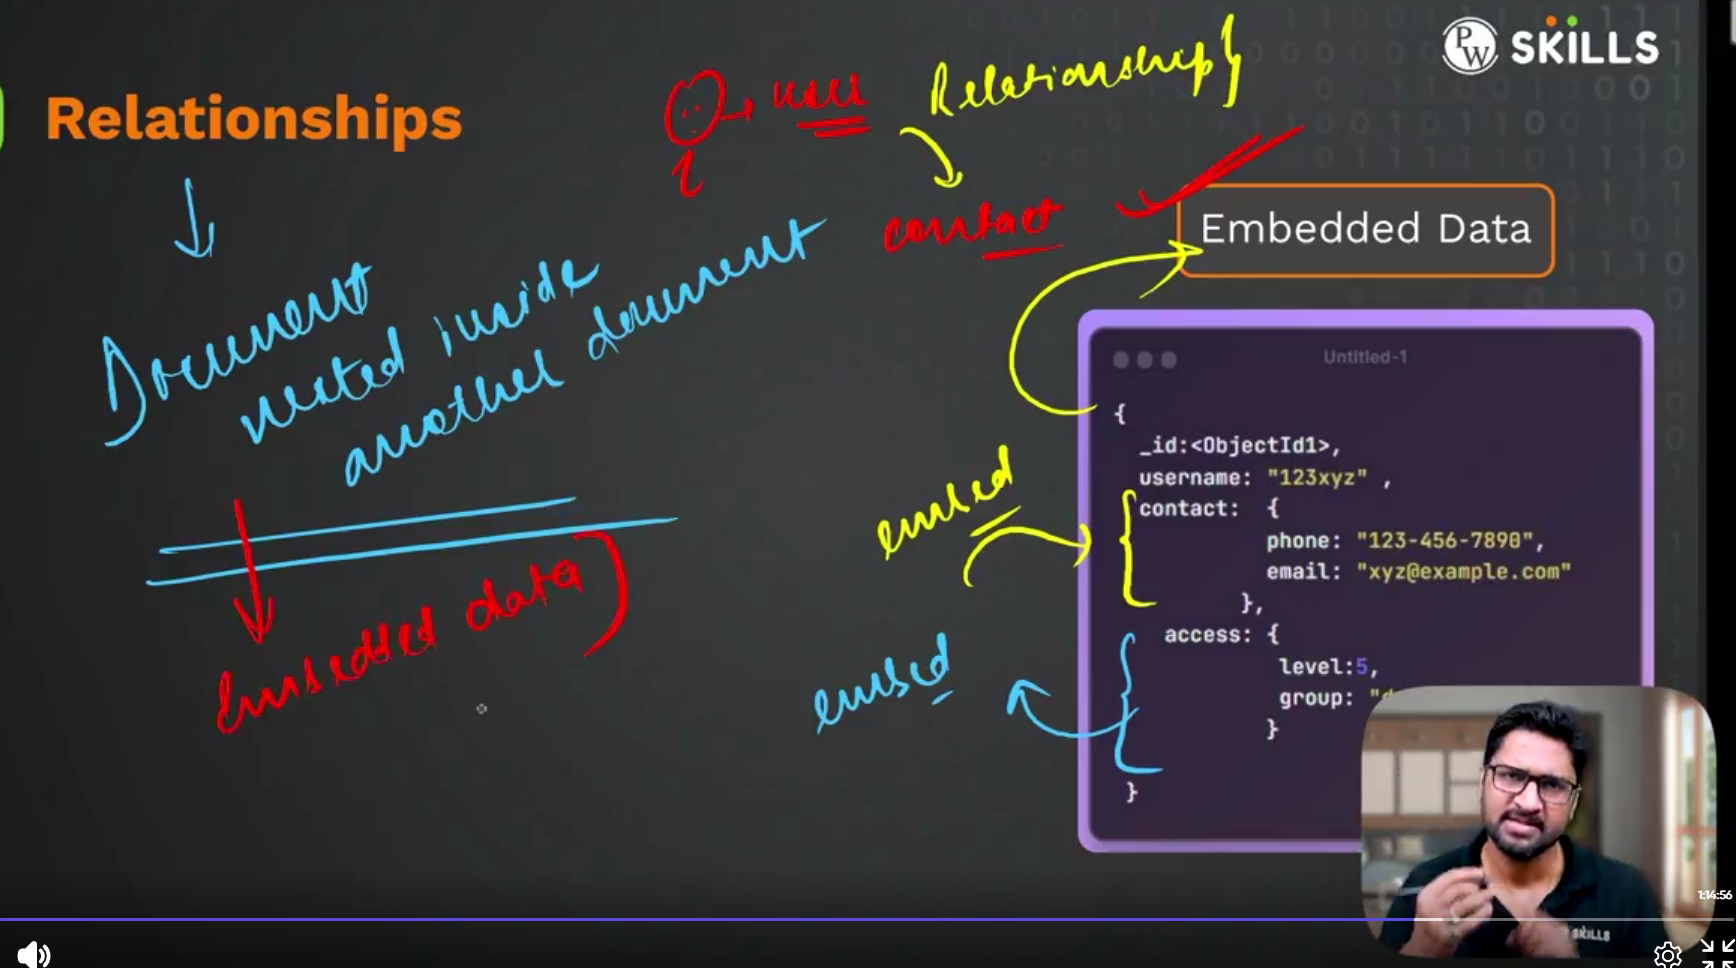 PW SKILLS
Relationships
user
Relationship
contact
Embedded Data
Document
nested inside
another document
Untitled-1
{
_id:<ObjectId1>,
username: "123xyz" ,
contact: {
phone: "123-456-7890",
email: "xyz@example.com"
},
access: {
level:5,
group: "d
}
}
embed
embed
Embedded data
SKILLS
1:14:56